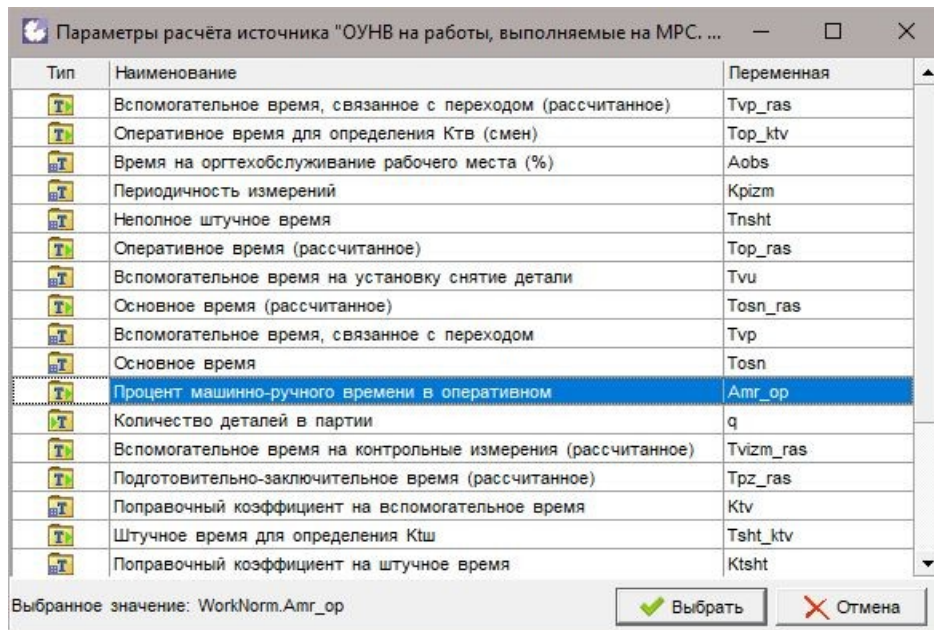 Параметры расчёта источника "ОУНВ на работы, выполняемые на МРС. ...
Тип Наименование Переменная
Вспомогательное время, связанное с переходом (рассчитанное) Tvp_ras
Оперативное время для определения Ктв (смен) Top_ktv
Время на оргтехобслуживание рабочего места (%) Aobs
Периодичность измерений Kpizm
Неполное штучное время Tnsht
Оперативное время (рассчитанное) Top_ras
Вспомогательное время на установку снятие детали Tvu
Основное время (рассчитанное) Tosn_ras
Вспомогательное время, связанное с переходом Tvp
Основное время Tosn
Процент машинно-ручного времени в оперативном Amr_op
Количество деталей в партии q
Вспомогательное время на контрольные измерения (рассчитанное) Tvizm_ras
Подготовительно-заключительное время (рассчитанное) Tpz_ras
Поправочный коэффициент на вспомогательное время Ktv
Штучное время для определения Ktш Tsht_ktv
Поправочный коэффициент на штучное время Ktsht
Выбранное значение: WorkNorm.Amr_op Выбрать Отмена